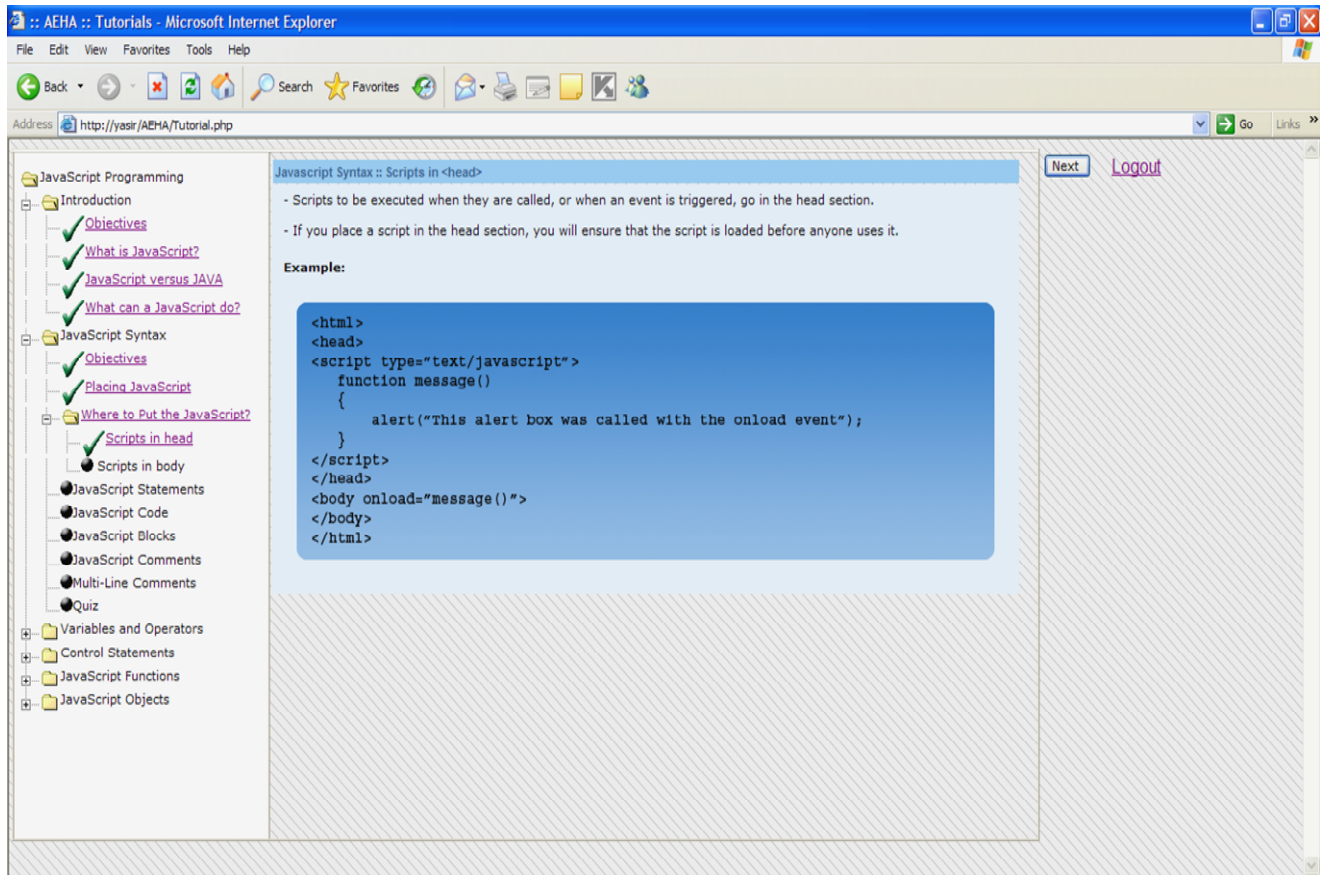 :: AEHA :: Tutorials - Microsoft Internet Explorer
File Edit View Favorites Tools Help
Back Search Favorites
Address http://yasir/AEHA/Tutorial.php Go Links »
JavaScript Programming
Introduction
Objectives
What is JavaScript?
JavaScript versus JAVA
What can a JavaScript do?
JavaScript Syntax
Objectives
Placing JavaScript
Where to Put the JavaScript?
Scripts in head
Scripts in body
JavaScript Statements
JavaScript Code
JavaScript Blocks
JavaScript Comments
Multi-Line Comments
Quiz
Variables and Operators
Control Statements
JavaScript Functions
JavaScript Objects
Javascript Syntax :: Scripts in <head>
- Scripts to be executed when they are called, or when an event is triggered, go in the head section.
- If you place a script in the head section, you will ensure that the script is loaded before anyone uses it.
Example:
<html>
<head>
<script type="text/javascript">
function message()
{
alert("This alert box was called with the onload event");
}
</script>
</head>
<body onload="message()">
</body>
</html>
Next Logout